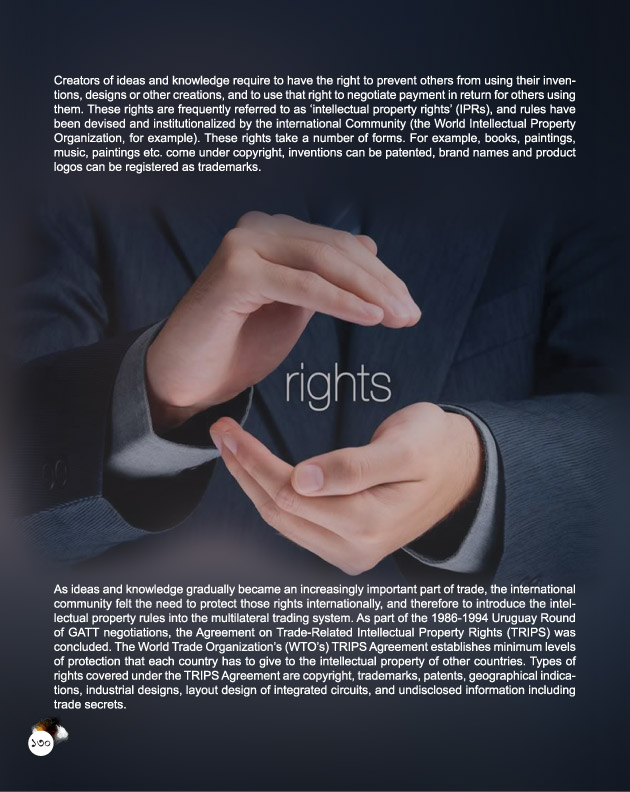 Creators of ideas and knowledge require to have the right to prevent others from using their inven-
tions, designs or other creations, and to use that right to negotiate payment in return for others using
them. These rights are frequently referred to as ‘intellectual property rights’ (IPRs), and rules have
been devised and institutionalized by the international Community (the World Intellectual Property
Organization, for example). These rights take a number of forms. For example, books, paintings,
music, paintings etc. come under copyright, inventions can be patented, brand names and product
logos can be registered as trademarks.
rights
As ideas and knowledge gradually became an increasingly important part of trade, the international
community felt the need to protect those rights internationally, and therefore to introduce the intel-
lectual property rules into the multilateral trading system. As part of the 1986-1994 Uruguay Round
of GATT negotiations, the Agreement on Trade-Related Intellectual Property Rights (TRIPS) was
concluded. The World Trade Organization’s (WTO’s) TRIPS Agreement establishes minimum levels
of protection that each country has to give to the intellectual property of other countries. Types of
rights covered under the TRIPS Agreement are copyright, trademarks, patents, geographical indica-
tions, industrial designs, layout design of integrated circuits, and undisclosed information including
trade secrets.
১৩০